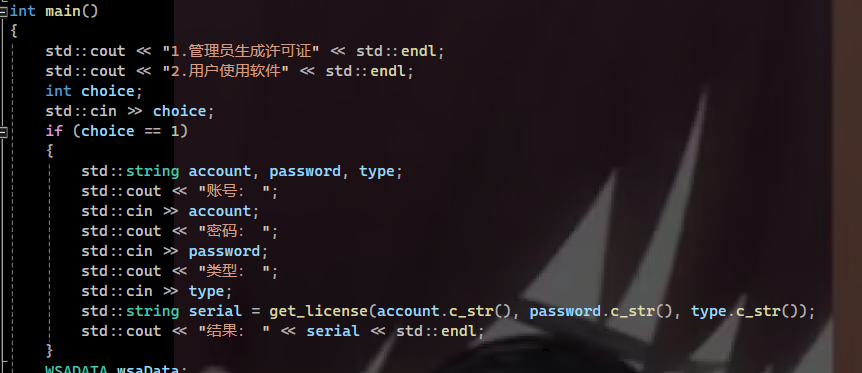 int main()
{
    std::cout << "1.管理员生成许可证" << std::endl;
    std::cout << "2.用户使用软件" << std::endl;
    int choice;
    std::cin >> choice;
    if (choice == 1)
    {
        std::string account, password, type;
        std::cout << "账号： ";
        std::cin >> account;
        std::cout << "密码： ";
        std::cin >> password;
        std::cout << "类型： ";
        std::cin >> type;
        std::string serial = get_license(account.c_str(), password.c_str(), type.c_str());
        std::cout << "结果： " << serial << std::endl;
    }
    WSADATA wsaData;